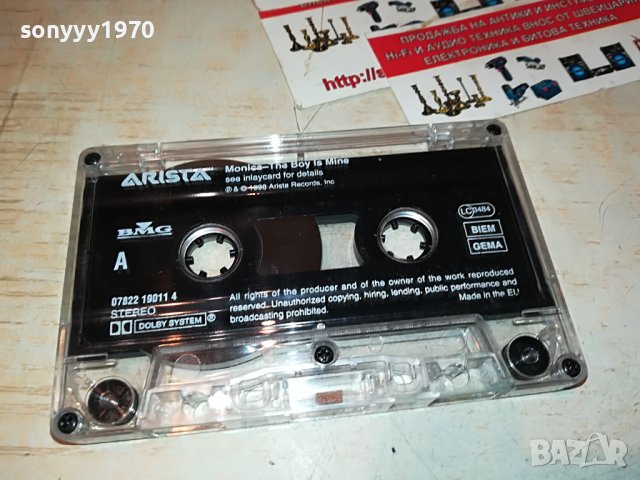 sonyyy1970
ПРОДАЖБА НА АНТИКИ И ИНСТУМ
Hi-Fi И АУДИО ТЕХНИКА ВНОС ОТ ШВЕЙЦАРИ
ЕЛЕКТРОНИКА И БИТОВА ТЕХНИКА
http://s
ARISTA
Monica–The Boy Is Mine
see inlaycard for details
℗ & © 1998 Arista Records, Inc
BMG
A
LC 3484
BIEM
GEMA
07822 19011 4
STEREO
DOLBY SYSTEM ®
All rights of the producer and of the owner of the work reproduced
reserved. Unauthorized copying, hiring, lending, public performance and
broadcasting prohibited.
Made in the EU
BAZAR